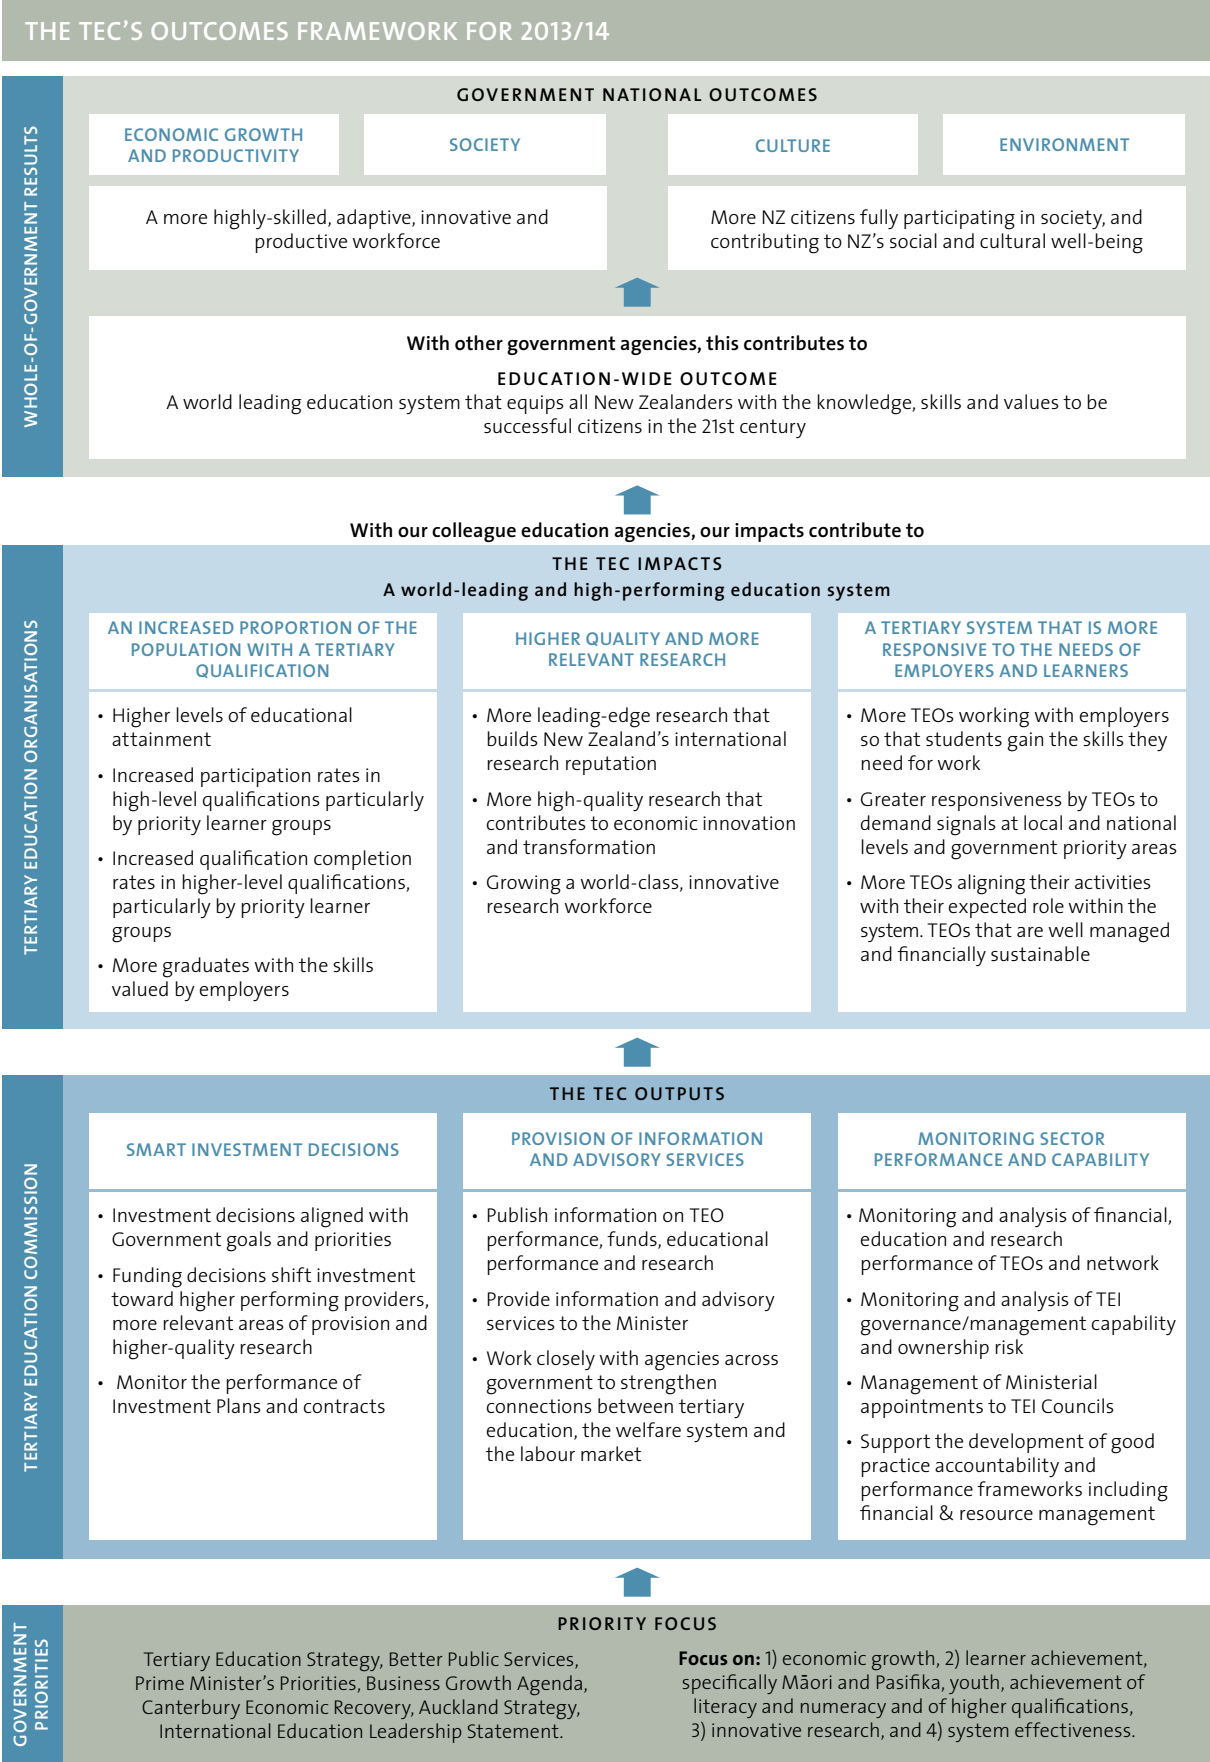 THE TEC’S OUTCOMES FRAMEWORK FOR 2013/14
WHOLE-OF-GOVERNMENT RESULTS
GOVERNMENT NATIONAL OUTCOMES
ECONOMIC GROWTH
AND PRODUCTIVITY
SOCIETY
CULTURE
ENVIRONMENT
A more highly-skilled, adaptive, innovative and
productive workforce
More NZ citizens fully participating in society, and
contributing to NZ’s social and cultural well-being
With other government agencies, this contributes to
EDUCATION-WIDE OUTCOME
A world leading education system that equips all New Zealanders with the knowledge, skills and values to be
successful citizens in the 21st century
With our colleague education agencies, our impacts contribute to
TERTIARY EDUCATION ORGANISATIONS
THE TEC IMPACTS
A world-leading and high-performing education system
AN INCREASED PROPORTION OF THE
POPULATION WITH A TERTIARY
QUALIFICATION
• Higher levels of educational
attainment
• Increased participation rates in
high-level qualifications particularly
by priority learner groups
• Increased qualification completion
rates in higher-level qualifications,
particularly by priority learner
groups
• More graduates with the skills
valued by employers
HIGHER QUALITY AND MORE
RELEVANT RESEARCH
• More leading-edge research that
builds New Zealand’s international
research reputation
• More high-quality research that
contributes to economic innovation
and transformation
• Growing a world-class, innovative
research workforce
A TERTIARY SYSTEM THAT IS MORE
RESPONSIVE TO THE NEEDS OF
EMPLOYERS AND LEARNERS
• More TEOs working with employers
so that students gain the skills they
need for work
• Greater responsiveness by TEOs to
demand signals at local and national
levels and government priority areas
• More TEOs aligning their activities
with their expected role within the
system. TEOs that are well managed
and financially sustainable
TERTIARY EDUCATION COMMISSION
THE TEC OUTPUTS
SMART INVESTMENT DECISIONS
• Investment decisions aligned with
Government goals and priorities
• Funding decisions shift investment
toward higher performing providers,
more relevant areas of provision and
higher-quality research
• Monitor the performance of
Investment Plans and contracts
PROVISION OF INFORMATION
AND ADVISORY SERVICES
• Publish information on TEO
performance, funds, educational
performance and research
• Provide information and advisory
services to the Minister
• Work closely with agencies across
government to strengthen
connections between tertiary
education, the welfare system and
the labour market
MONITORING SECTOR
PERFORMANCE AND CAPABILITY
• Monitoring and analysis of financial,
education and research
performance of TEOs and network
• Monitoring and analysis of TEI
governance/management capability
and ownership risk
• Management of Ministerial
appointments to TEI Councils
• Support the development of good
practice accountability and
performance frameworks including
financial & resource management
GOVERNMENT
PRIORITIES
PRIORITY FOCUS
Tertiary Education Strategy, Better Public Services,
Prime Minister’s Priorities, Business Growth Agenda,
Canterbury Economic Recovery, Auckland Strategy,
International Education Leadership Statement.
Focus on: 1) economic growth, 2) learner achievement,
specifically Māori and Pasifika, youth, achievement of
literacy and numeracy and of higher qualifications,
3) innovative research, and 4) system effectiveness.